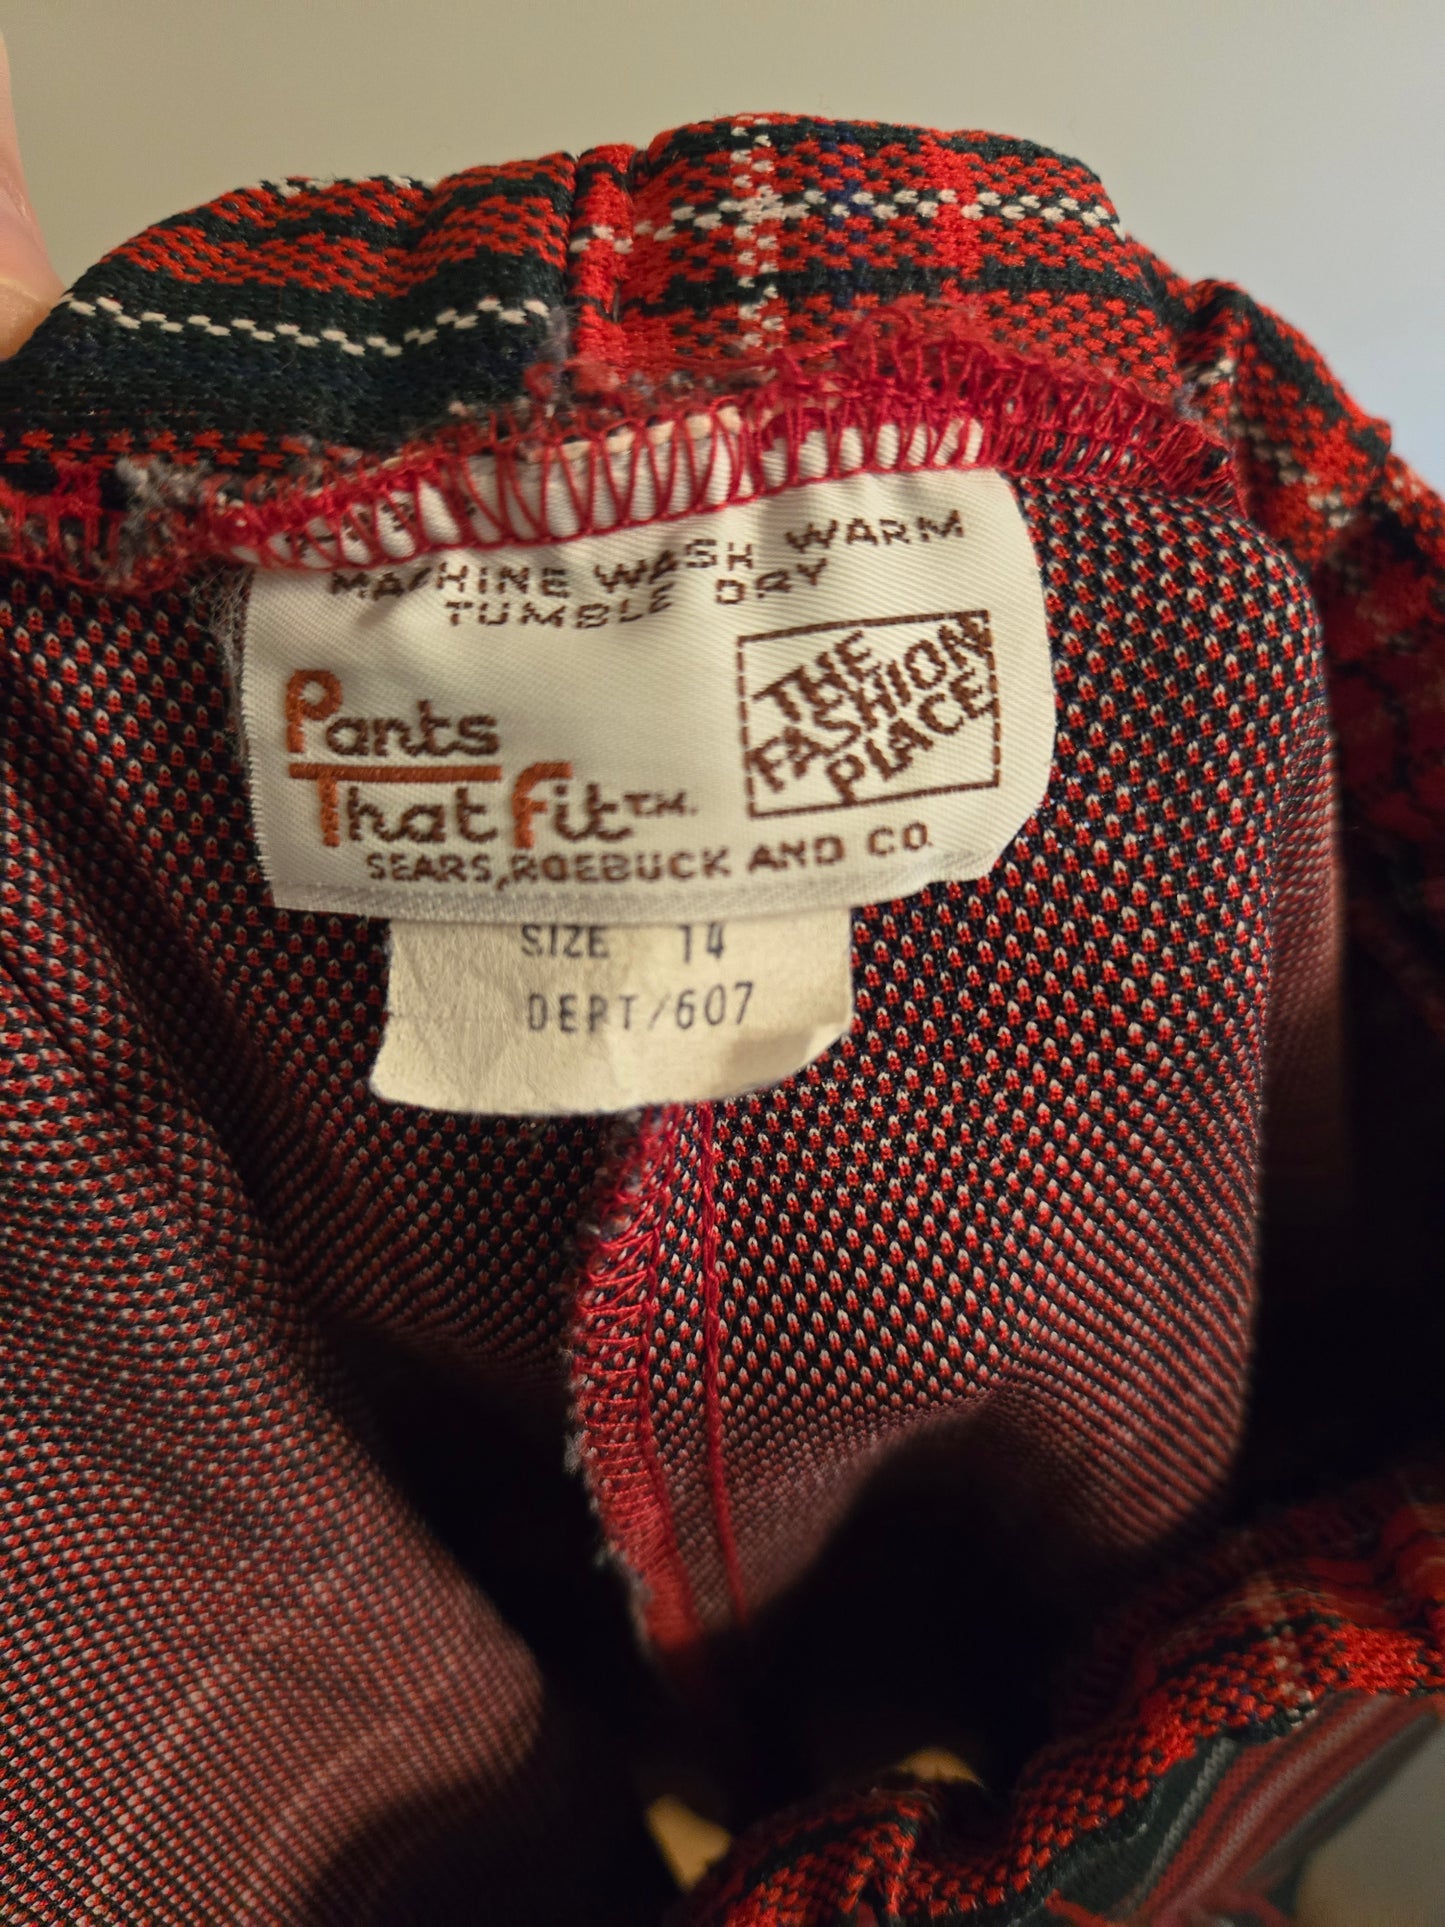 MACHINE WASH WARM
TUMBLE DRY
Pants
That Fit T.M.
THE
FASHION
PLACE
SEARS, ROEBUCK AND CO.
SIZE 14
DEPT/607